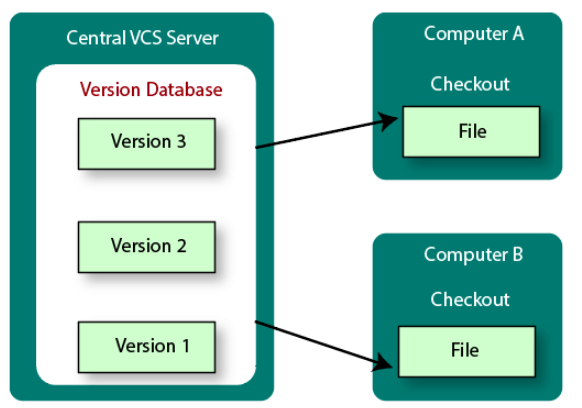 Central VCS Server
Version Database
Version 3
Version 2
Version 1
Computer A
Checkout
File
Computer B
Checkout
File